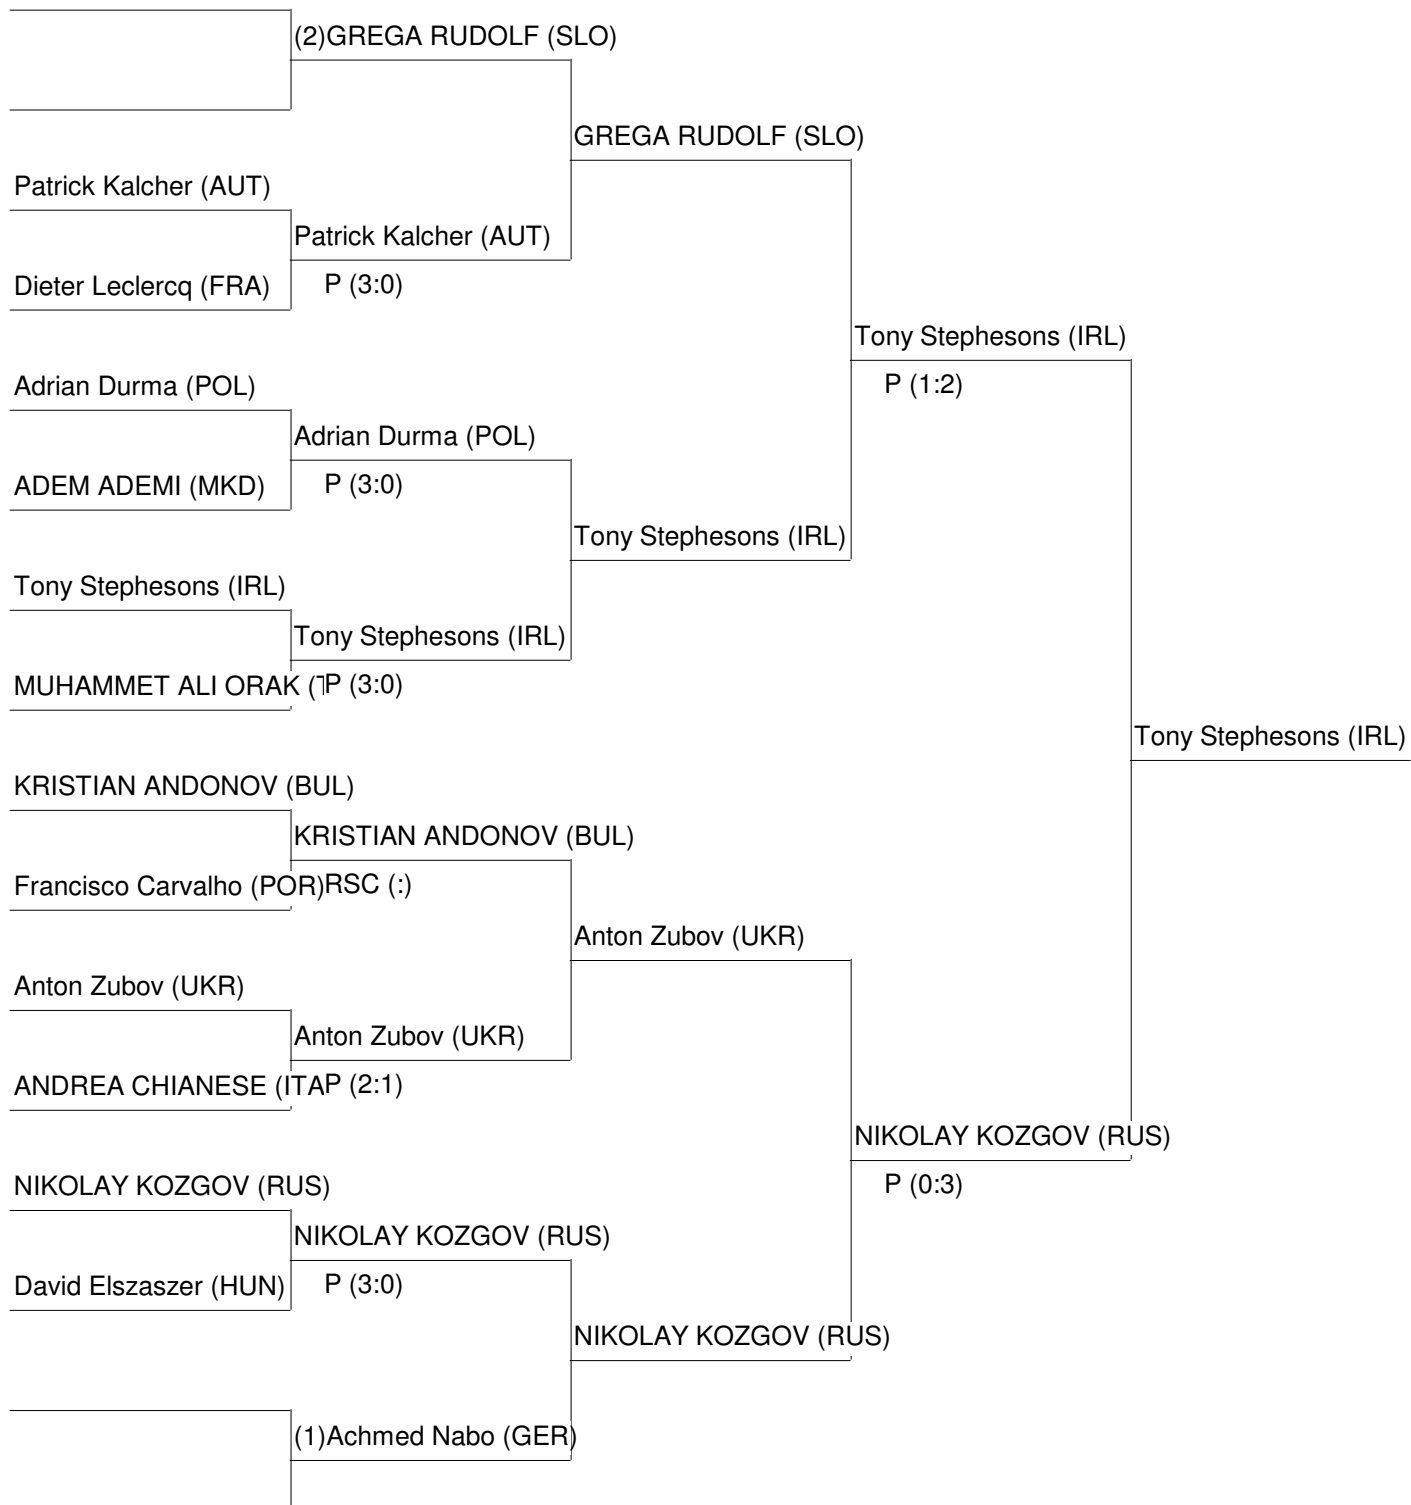 (2)GREGA RUDOLF (SLO)
GREGA RUDOLF (SLO)
Patrick Kalcher (AUT)
Patrick Kalcher (AUT)
Dieter Leclercq (FRA)
P (3:0)
Tony Stephesons (IRL)
Adrian Durma (POL)
P (1:2)
Adrian Durma (POL)
ADEM ADEMI (MKD)
P (3:0)
Tony Stephesons (IRL)
Tony Stephesons (IRL)
Tony Stephesons (IRL)
MUHAMMET ALI ORAK (
P (3:0)
Tony Stephesons (IRL)
KRISTIAN ANDONOV (BUL)
KRISTIAN ANDONOV (BUL)
Francisco Carvalho (POR)
RSC (:)
Anton Zubov (UKR)
Anton Zubov (UKR)
Anton Zubov (UKR)
ANDREA CHIANESE (ITA
P (2:1)
NIKOLAY KOZGOV (RUS)
NIKOLAY KOZGOV (RUS)
P (0:3)
NIKOLAY KOZGOV (RUS)
David Elszaszer (HUN)
P (3:0)
NIKOLAY KOZGOV (RUS)
(1)Achmed Nabo (GER)